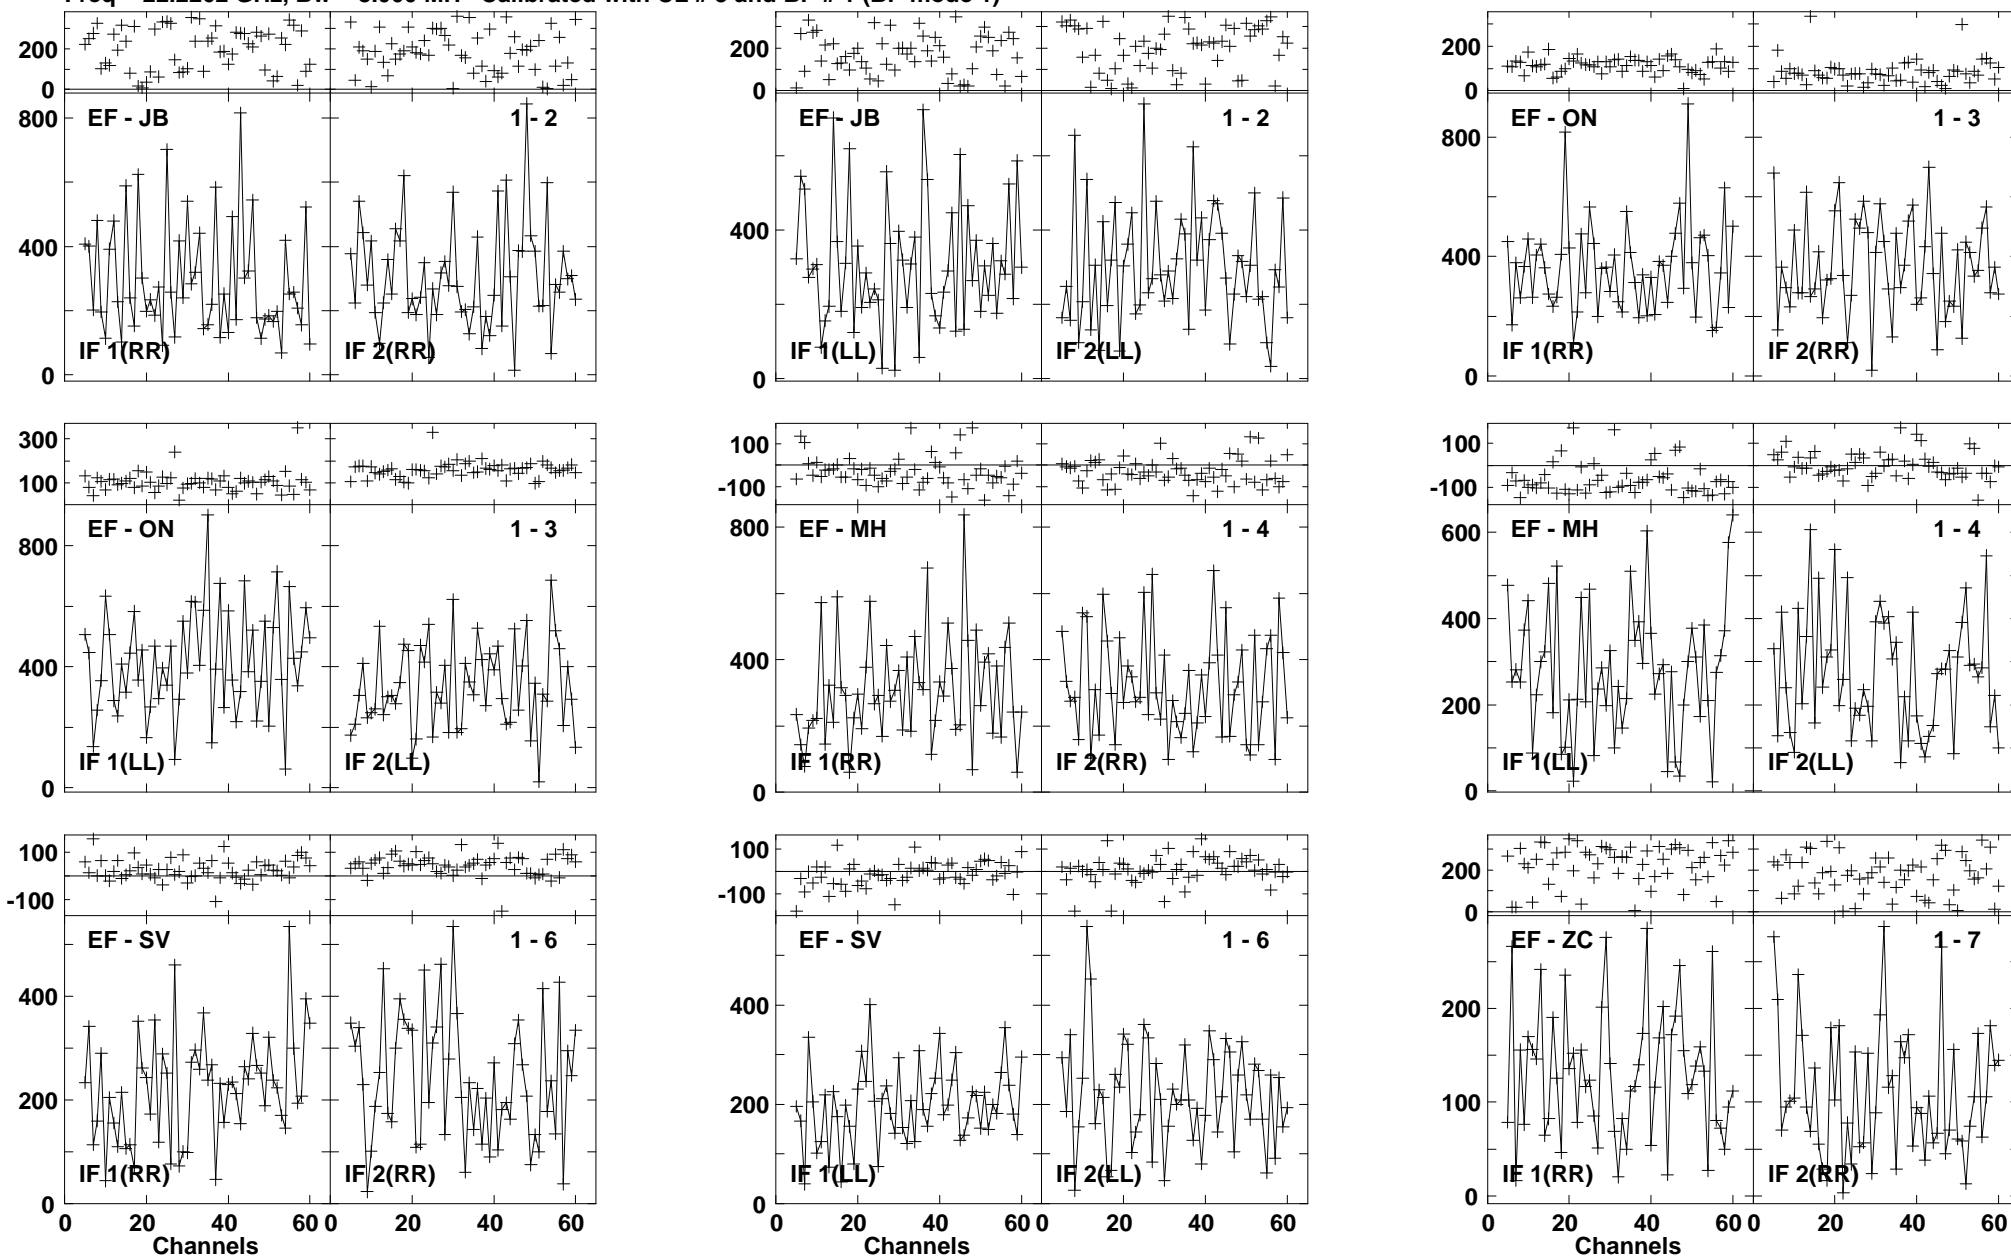 200
0
800
400
0
EF - JB
1 - 2
IF 1(RR)
IF 2(RR)
200
0
400
0
EF - JB
1 - 2
IF 1(LL)
IF 2(LL)
200
0
800
400
0
EF - ON
1 - 3
IF 1(RR)
IF 2(RR)
300
100
800
400
0
EF - ON
1 - 3
IF 1(LL)
IF 2(LL)
100
-100
800
400
0
EF - MH
1 - 4
IF 1(RR)
IF 2(RR)
100
-100
600
400
200
0
EF - MH
1 - 4
IF 1(LL)
IF 2(LL)
100
-100
400
200
0
EF - SV
1 - 6
IF 1(RR)
IF 2(RR)
0 20 40 60 0 20 40 60
Channels
100
-100
400
200
0
EF - SV
1 - 6
IF 1(LL)
IF 2(LL)
0 20 40 60 0 20 40 60
Channels
200
0
200
100
0
EF - ZC
1 - 7
IF 1(RR)
IF 2(RR)
0 20 40 60 0 20 40 60
Channels